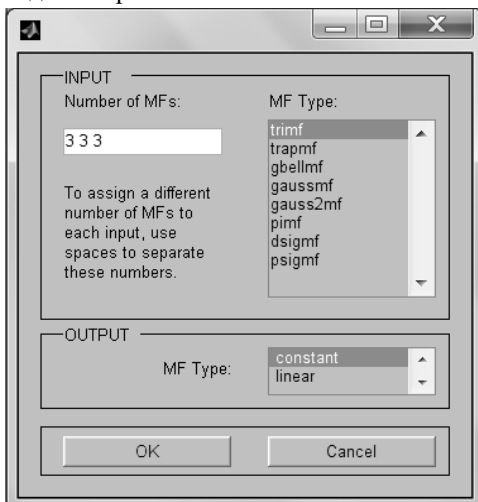 INPUT
Number of MFs:
3 3 3
To assign a different
number of MFs to
each input, use
spaces to separate
these numbers.
MF Type:
trimf
trapmf
gbellmf
gaussmf
gauss2mf
pimf
dsigmf
psigmf
OUTPUT
MF Type:
constant
linear
OK
Cancel